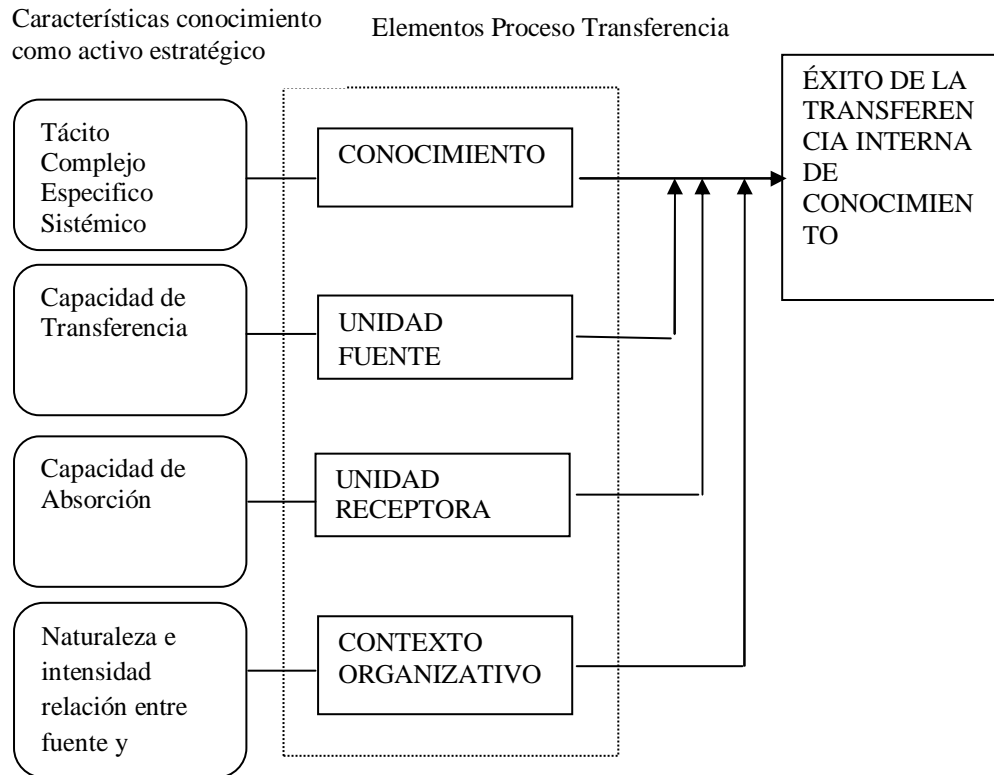 Características conocimiento
como activo estratégico
Elementos Proceso Transferencia
Tácito
Complejo
Especifico
Sistémico
CONOCIMIENTO
ÉXITO DE LA
TRANSFEREN
CIA INTERNA
DE
CONOCIMIEN
TO
Capacidad de
Transferencia
UNIDAD
FUENTE
Capacidad de
Absorción
UNIDAD
RECEPTORA
Naturaleza e
intensidad
relación entre
fuente y
CONTEXTO
ORGANIZATIVO